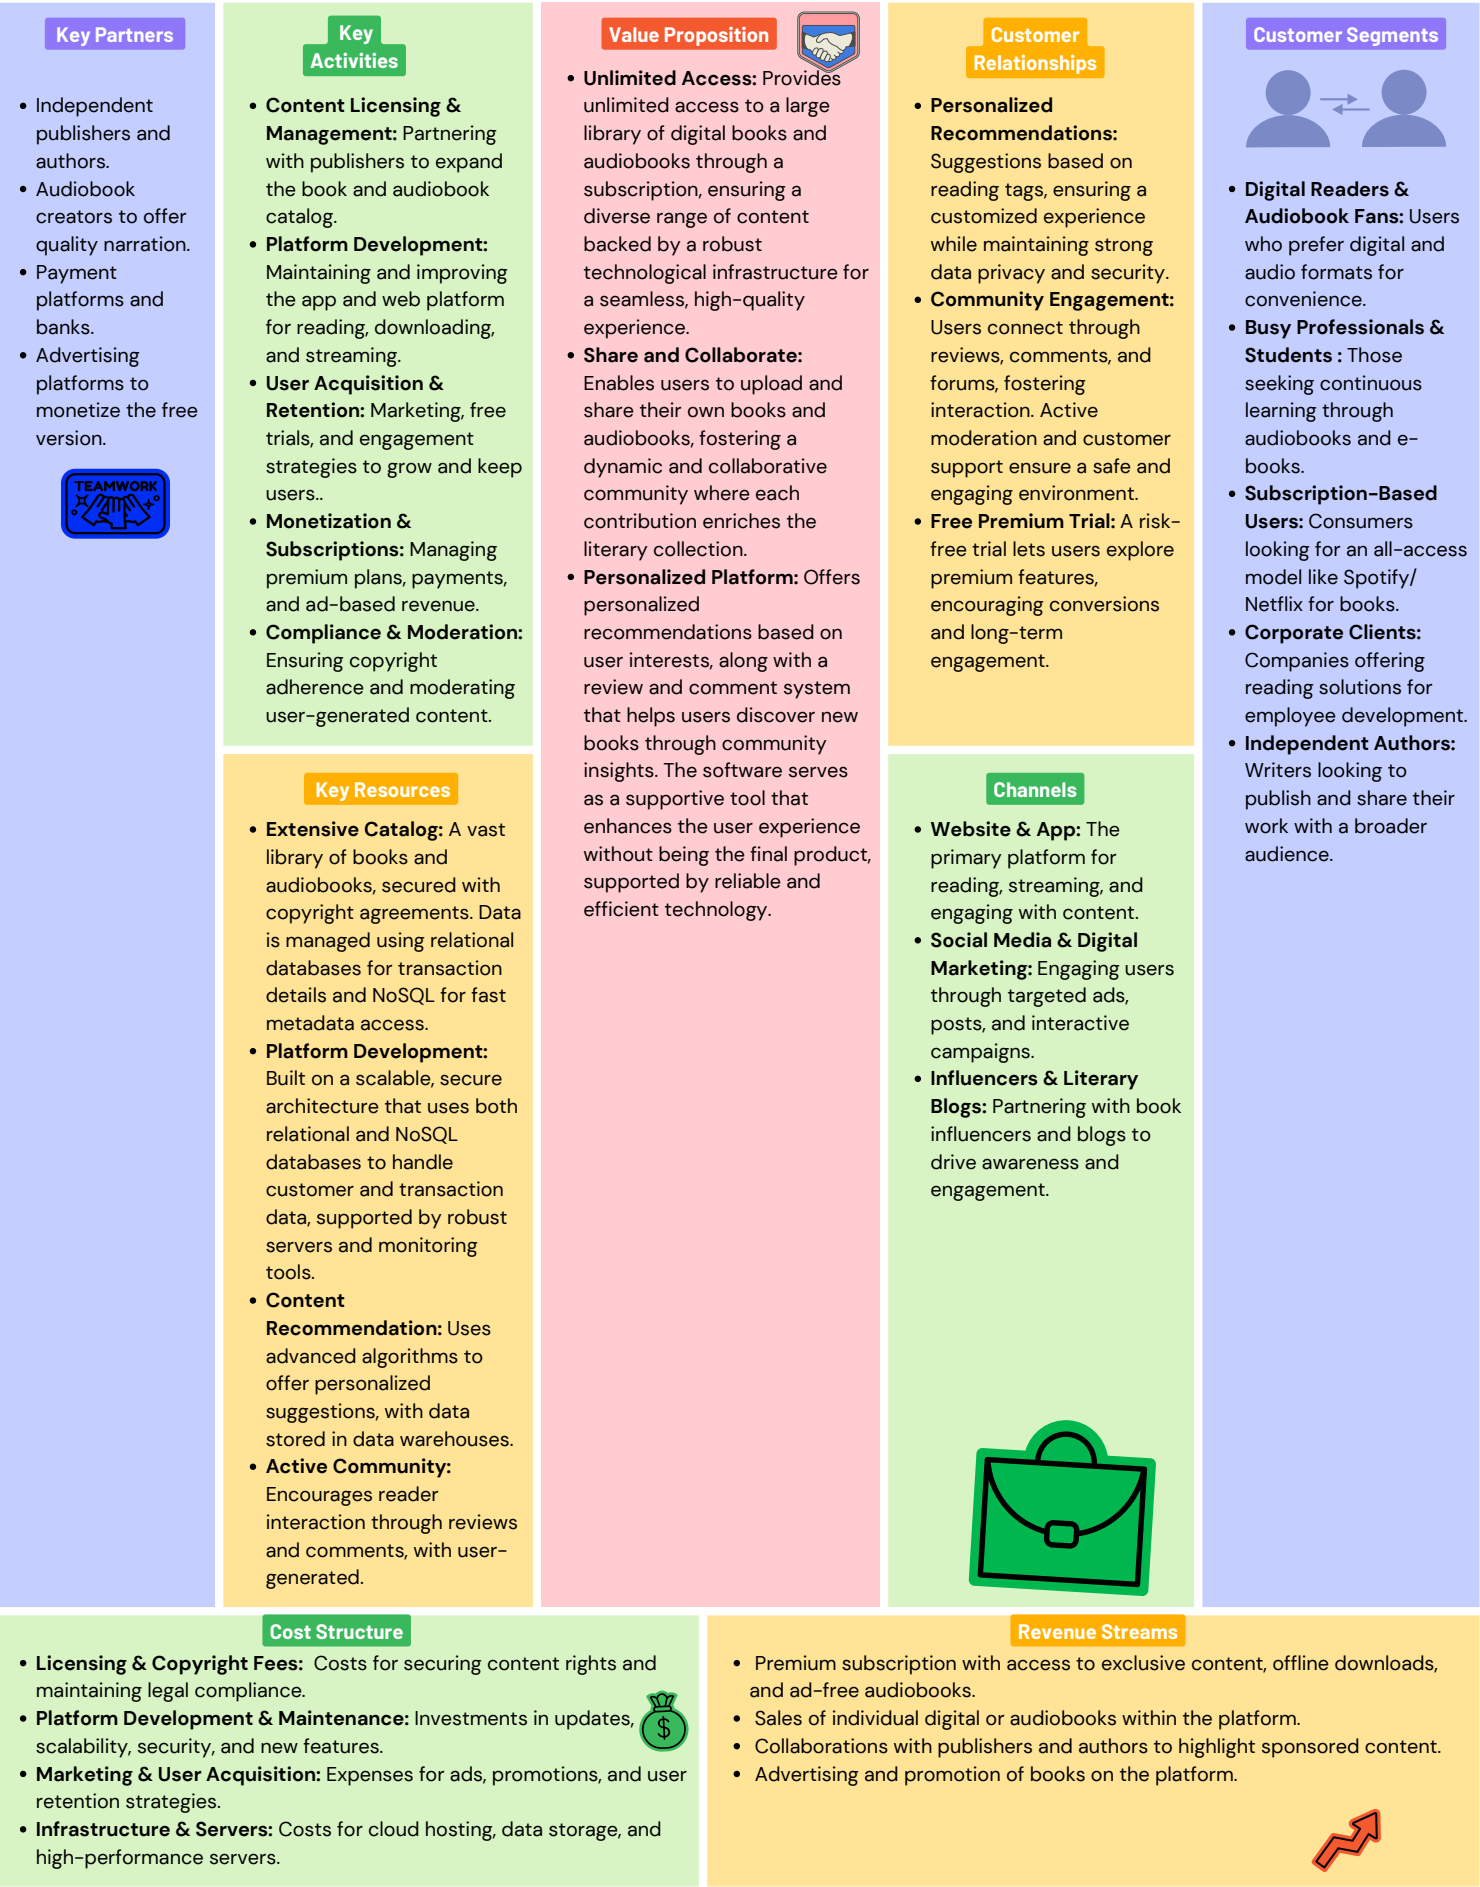 Key Partners
• Independent
publishers and
authors.
• Audiobook
creators to offer
quality narration.
• Payment
platforms and
banks.
• Advertising
platforms to
monetize the free
version.
TEAMWORK
Key
Activities
• Content Licensing &
Management: Partnering
with publishers to expand
the book and audiobook
catalog.
• Platform Development:
Maintaining and improving
the app and web platform
for reading, downloading,
and streaming.
• User Acquisition &
Retention: Marketing, free
trials, and engagement
strategies to grow and keep
users..
• Monetization &
Subscriptions: Managing
premium plans, payments,
and ad-based revenue.
• Compliance & Moderation:
Ensuring copyright
adherence and moderating
user-generated content.
Key Resources
• Extensive Catalog: A vast
library of books and
audiobooks, secured with
copyright agreements. Data
is managed using relational
databases for transaction
details and NoSQL for fast
metadata access.
• Platform Development:
Built on a scalable, secure
architecture that uses both
relational and NoSQL
databases to handle
customer and transaction
data, supported by robust
servers and monitoring
tools.
• Content
Recommendation: Uses
advanced algorithms to
offer personalized
suggestions, with data
stored in data warehouses.
• Active Community:
Encourages reader
interaction through reviews
and comments, with user-
generated.
Value Proposition
• Unlimited Access: Provides
unlimited access to a large
library of digital books and
audiobooks through a
subscription, ensuring a
diverse range of content
backed by a robust
technological infrastructure for
a seamless, high-quality
experience.
• Share and Collaborate:
Enables users to upload and
share their own books and
audiobooks, fostering a
dynamic and collaborative
community where each
contribution enriches the
literary collection.
• Personalized Platform: Offers
personalized
recommendations based on
user interests, along with a
review and comment system
that helps users discover new
books through community
insights. The software serves
as a supportive tool that
enhances the user experience
without being the final product,
supported by reliable and
efficient technology.
Customer
Relationships
• Personalized
Recommendations:
Suggestions based on
reading tags, ensuring a
customized experience
while maintaining strong
data privacy and security.
• Community Engagement:
Users connect through
reviews, comments, and
forums, fostering
interaction. Active
moderation and customer
support ensure a safe and
engaging environment.
• Free Premium Trial: A risk-
free trial lets users explore
premium features,
encouraging conversions
and long-term
engagement.
Channels
• Website & App: The
primary platform for
reading, streaming, and
engaging with content.
• Social Media & Digital
Marketing: Engaging users
through targeted ads,
posts, and interactive
campaigns.
• Influencers & Literary
Blogs: Partnering with book
influencers and blogs to
drive awareness and
engagement.
Customer Segments
• Digital Readers &
Audiobook Fans: Users
who prefer digital and
audio formats for
convenience.
• Busy Professionals &
Students : Those
seeking continuous
learning through
audiobooks and e-
books.
• Subscription-Based
Users: Consumers
looking for an all-access
model like Spotify/
Netflix for books.
• Corporate Clients:
Companies offering
reading solutions for
employee development.
• Independent Authors:
Writers looking to
publish and share their
work with a broader
audience.
Cost Structure
• Licensing & Copyright Fees: Costs for securing content rights and
maintaining legal compliance.
• Platform Development & Maintenance: Investments in updates,
scalability, security, and new features.
• Marketing & User Acquisition: Expenses for ads, promotions, and user
retention strategies.
• Infrastructure & Servers: Costs for cloud hosting, data storage, and
high-performance servers.
$
Revenue Streams
• Premium subscription with access to exclusive content, offline downloads,
and ad-free audiobooks.
• Sales of individual digital or audiobooks within the platform.
• Collaborations with publishers and authors to highlight sponsored content.
• Advertising and promotion of books on the platform.